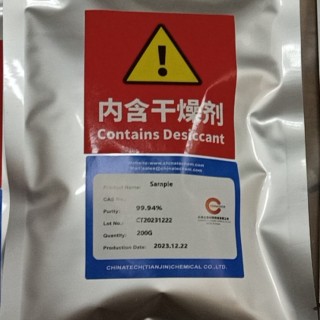 内含干燥剂
Contains Desiccant
Product Name: Sample
CAS
Purity: 99.94%
Lot No.: CT20231222
Quantity: 200G
Production Date: 2023.12.22
CHINATECH(TIANJIN)CHEMICAL CO.,LTD.